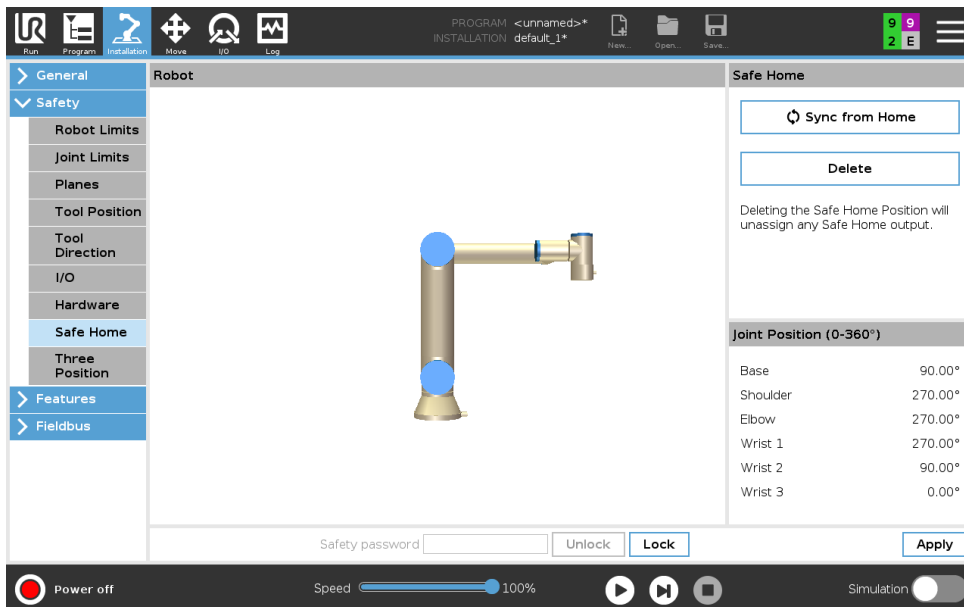 Run
Program
Installation
Move
I/O
Log
PROGRAM <unnamed>*
INSTALLATION default_1*
New...
Open...
Save...
9 9
2 E
General
Safety
Robot Limits
Joint Limits
Planes
Tool Position
Tool
Direction
I/O
Hardware
Safe Home
Three
Position
Features
Fieldbus
Robot
Safe Home
Sync from Home
Delete
Deleting the Safe Home Position will
unassign any Safe Home output.
Joint Position (0-360°)
Base 90.00°
Shoulder 270.00°
Elbow 270.00°
Wrist 1 270.00°
Wrist 2 90.00°
Wrist 3 0.00°
Safety password
Unlock
Lock
Apply
Power off
Speed 100%
Simulation